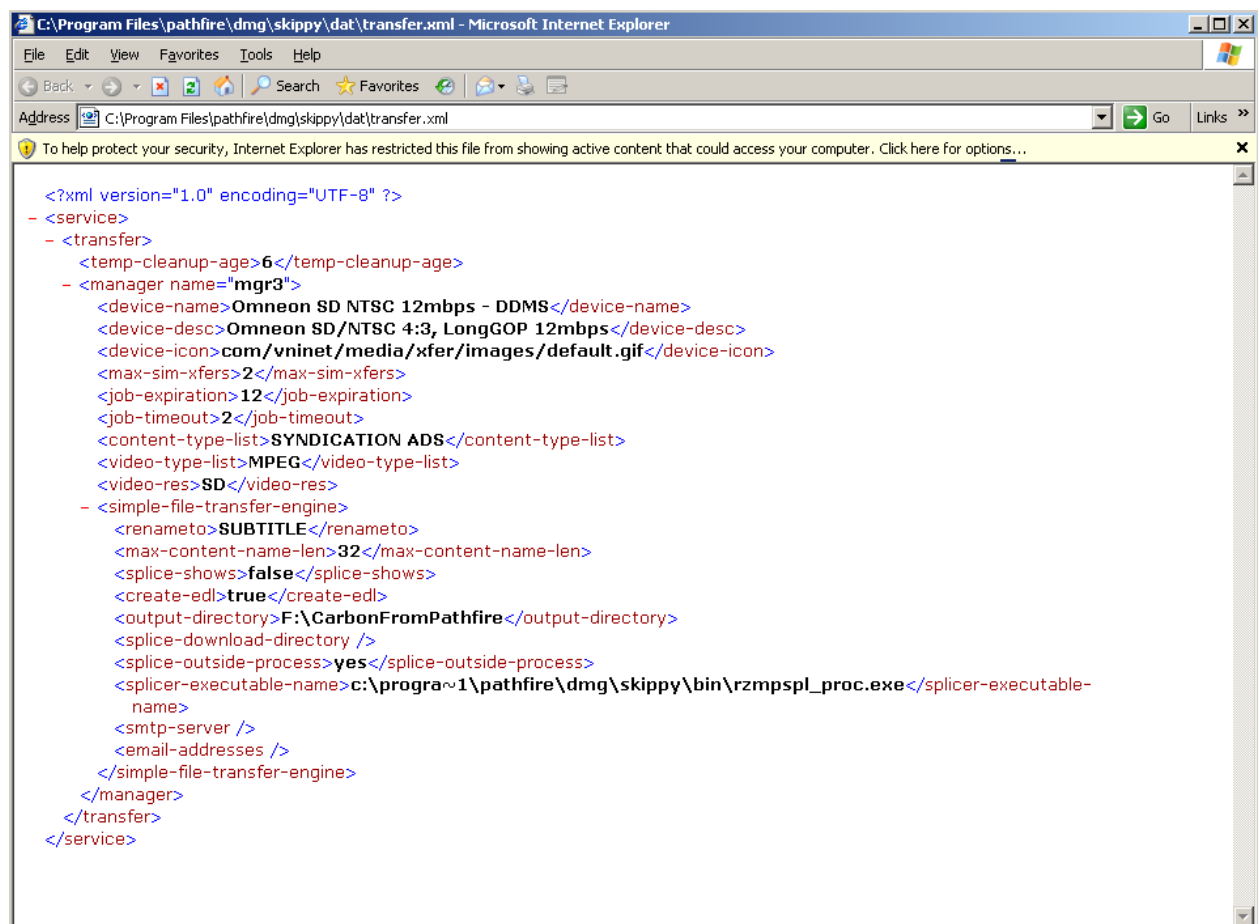 C:\Program Files\pathfire\dmg\skippy\dat\transfer.xml - Microsoft Internet Explorer
File Edit View Favorites Tools Help
Back Search Favorites
Address C:\Program Files\pathfire\dmg\skippy\dat\transfer.xml Go Links »
To help protect your security, Internet Explorer has restricted this file from showing active content that could access your computer. Click here for options...
<?xml version="1.0" encoding="UTF-8" ?>
- <service>
- <transfer>
<temp-cleanup-age>6</temp-cleanup-age>
- <manager name="mgr3">
<device-name>Omneon SD NTSC 12mbps - DDMS</device-name>
<device-desc>Omneon SD/NTSC 4:3, LongGOP 12mbps</device-desc>
<device-icon>com/vninet/media/xfer/images/default.gif</device-icon>
<max-sim-xfers>2</max-sim-xfers>
<job-expiration>12</job-expiration>
<job-timeout>2</job-timeout>
<content-type-list>SYNDICATION ADS</content-type-list>
<video-type-list>MPEG</video-type-list>
<video-res>SD</video-res>
- <simple-file-transfer-engine>
<renameto>SUBTITLE</renameto>
<max-content-name-len>32</max-content-name-len>
<splice-shows>false</splice-shows>
<create-edl>true</create-edl>
<output-directory>F:\CarbonFromPathfire</output-directory>
<splice-download-directory />
<splice-outside-process>yes</splice-outside-process>
<splicer-executable-name>c:\progra~1\pathfire\dmg\skippy\bin\rzmpspl_proc.exe</splicer-executable-
name>
<smtp-server />
<email-addresses />
</simple-file-transfer-engine>
</manager>
</transfer>
</service>